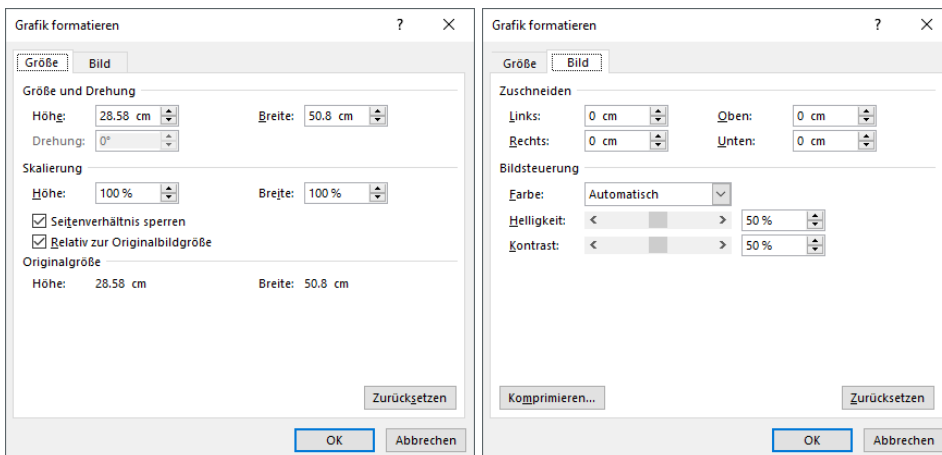 Grafik formatieren ?
Größe Bild
Größe und Drehung
Höhe: 28.58 cm Breite: 50.8 cm
Drehung: 0°
Skalierung
Höhe: 100 % Breite: 100 %
Seitenverhältnis sperren
Relativ zur Originalbildgröße
Originalgröße
Höhe: 28.58 cm Breite: 50.8 cm
Zurücksetzen
OK Abbrechen
Grafik formatieren ?
Größe Bild
Zuschneiden
Links: 0 cm Oben: 0 cm
Rechts: 0 cm Unten: 0 cm
Bildsteuerung
Farbe: Automatisch
Helligkeit: 50 %
Kontrast: 50 %
Komprimieren... Zurücksetzen
OK Abbrechen